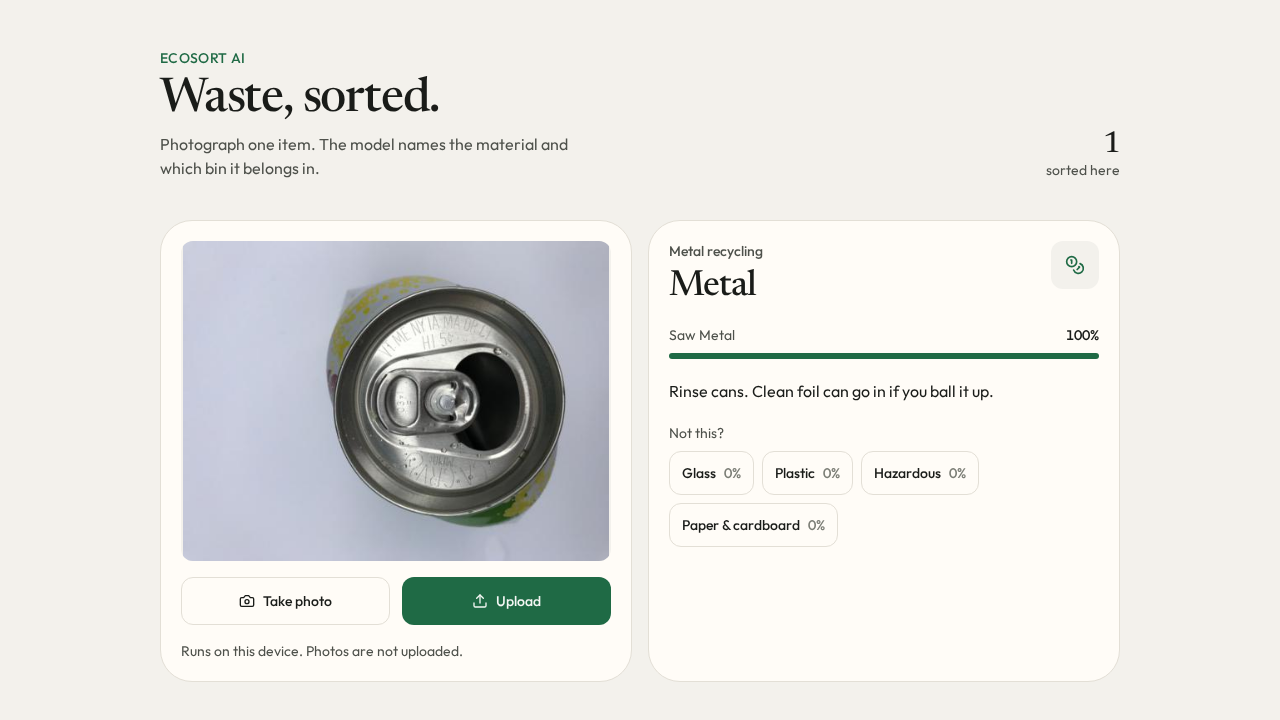 ECOSORT AI
Waste, sorted.
Photograph one item. The model names the material and
which bin it belongs in.
1
sorted here
Metal recycling
Metal
Saw Metal 100%
Rinse cans. Clean foil can go in if you ball it up.
Not this?
Glass 0% Plastic 0% Hazardous 0%
Paper & cardboard 0%
Take photo Upload
Runs on this device. Photos are not uploaded.